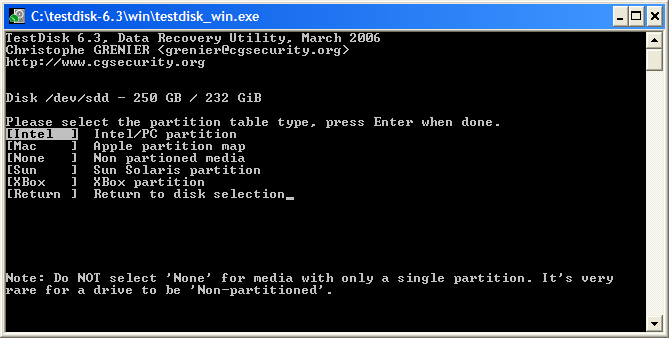 C:\testdisk-6.3\win\testdisk_win.exe
TestDisk 6.3, Data Recovery Utility, March 2006
Christophe GRENIER <grenier@cgsecurity.org>
http://www.cgsecurity.org
Disk /dev/sdd - 250 GB / 232 GiB
Please select the partition table type, press Enter when done.
[Intel  ]  Intel/PC partition
[Mac    ]  Apple partition map
[None   ]  Non partioned media
[Sun    ]  Sun Solaris partition
[XBox   ]  XBox partition
[Return ]  Return to disk selection_
Note: Do NOT select 'None' for media with only a single partition. It's very
rare for a drive to be 'Non-partitioned'.